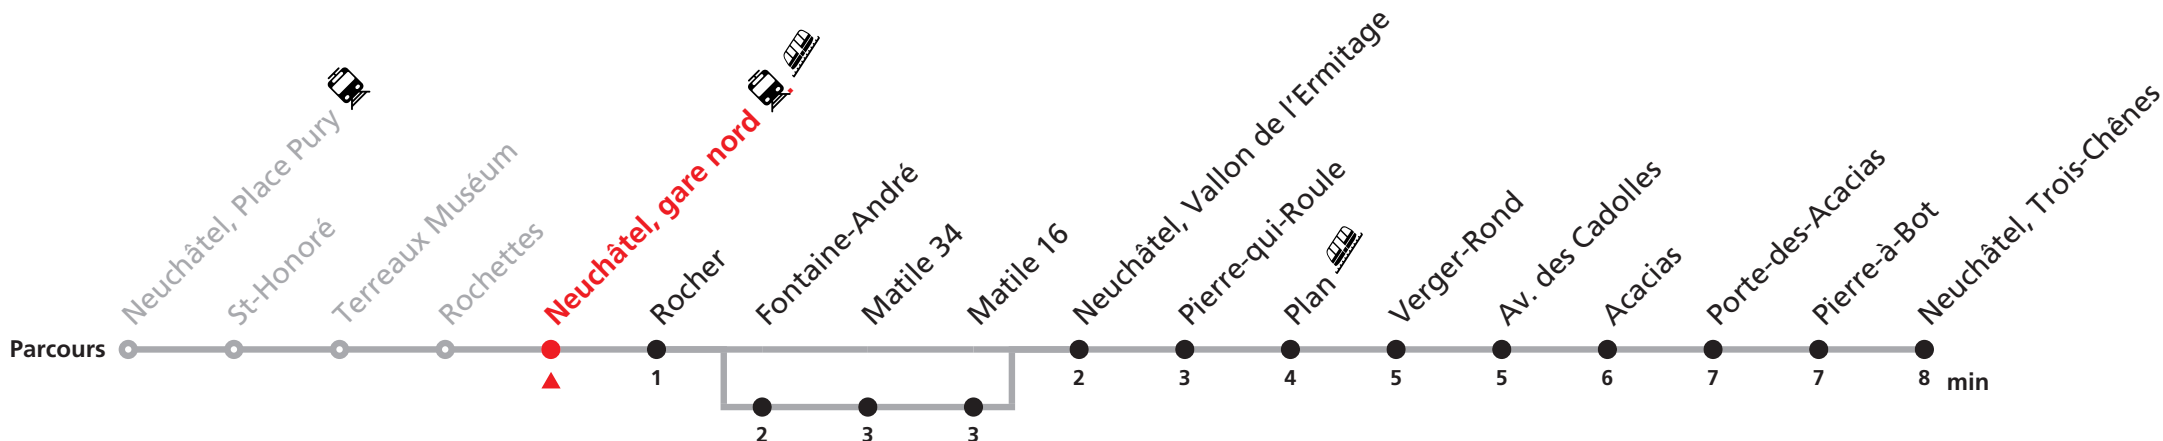 Neuchâtel, Place Pury
St-Honoré
Terreaux Muséum
Rochettes
Neuchâtel, gare nord
Rocher
Fontaine-André
Matile 34
Matile 16
Neuchâtel, Vallon de l'Ermitage
Pierre-qui-Roule
Plan
Verger-Rond
Av. des Cadolles
Acacias
Porte-des-Acacias
Pierre-à-Bot
Neuchâtel, Trois-Chênes
Parcours
1 2 3 4 5 5 6 7 7 8 min
2 3 3